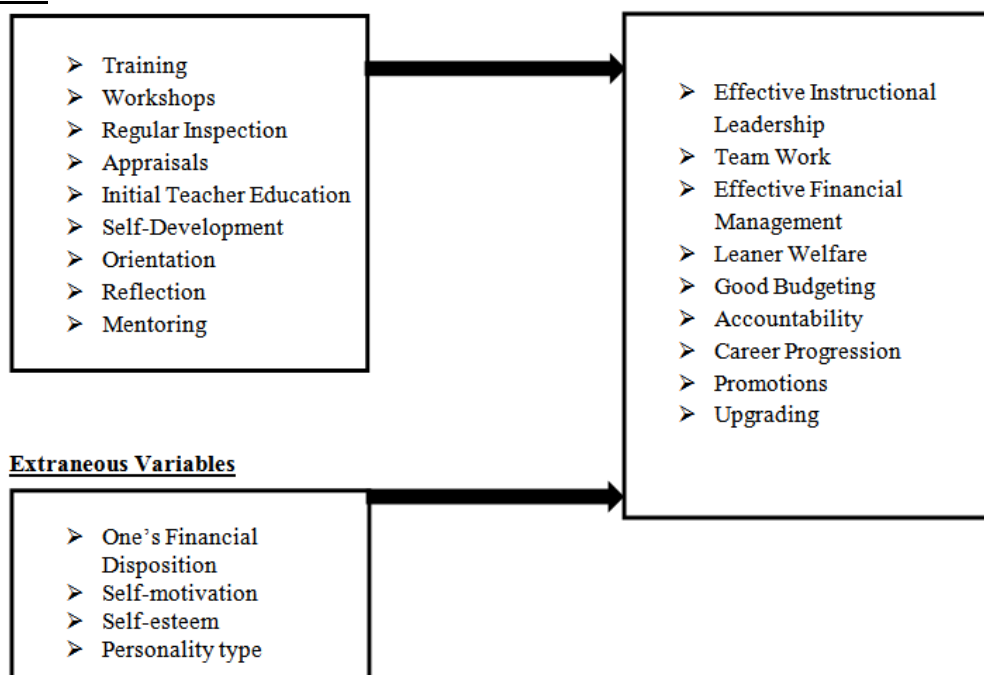 Training
Workshops
Regular Inspection
Appraisals
Initial Teacher Education
Self-Development
Orientation
Reflection
Mentoring
Effective Instructional
Leadership
Team Work
Effective Financial
Management
Leaner Welfare
Good Budgeting
Accountability
Career Progression
Promotions
Upgrading
Extraneous Variables
One’s Financial
Disposition
Self-motivation
Self-esteem
Personality type